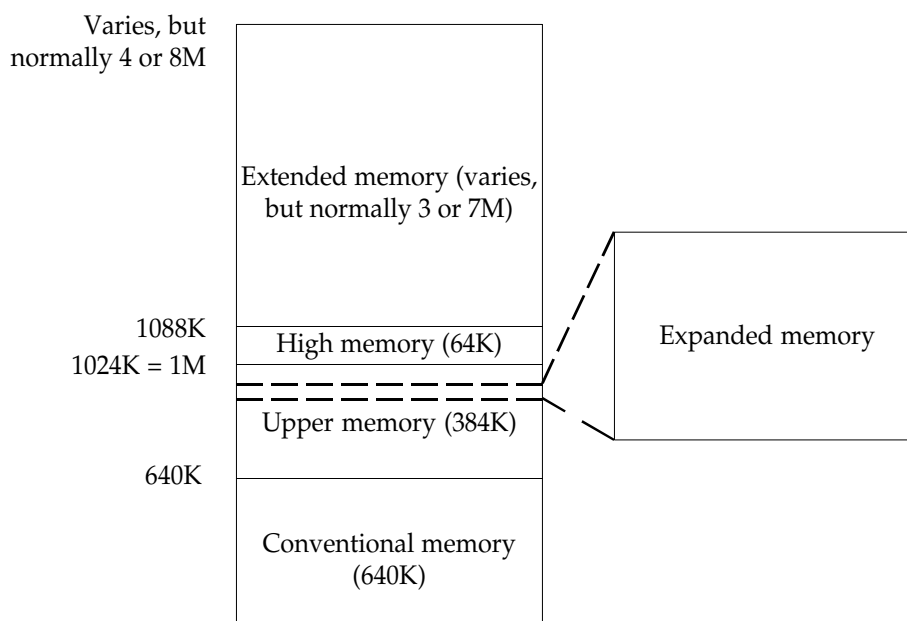 Varies, but
normally 4 or 8M
Extended memory (varies,
but normally 3 or 7M)
Expanded memory
1088K
High memory (64K)
1024K = 1M
Upper memory (384K)
640K
Conventional memory
(640K)